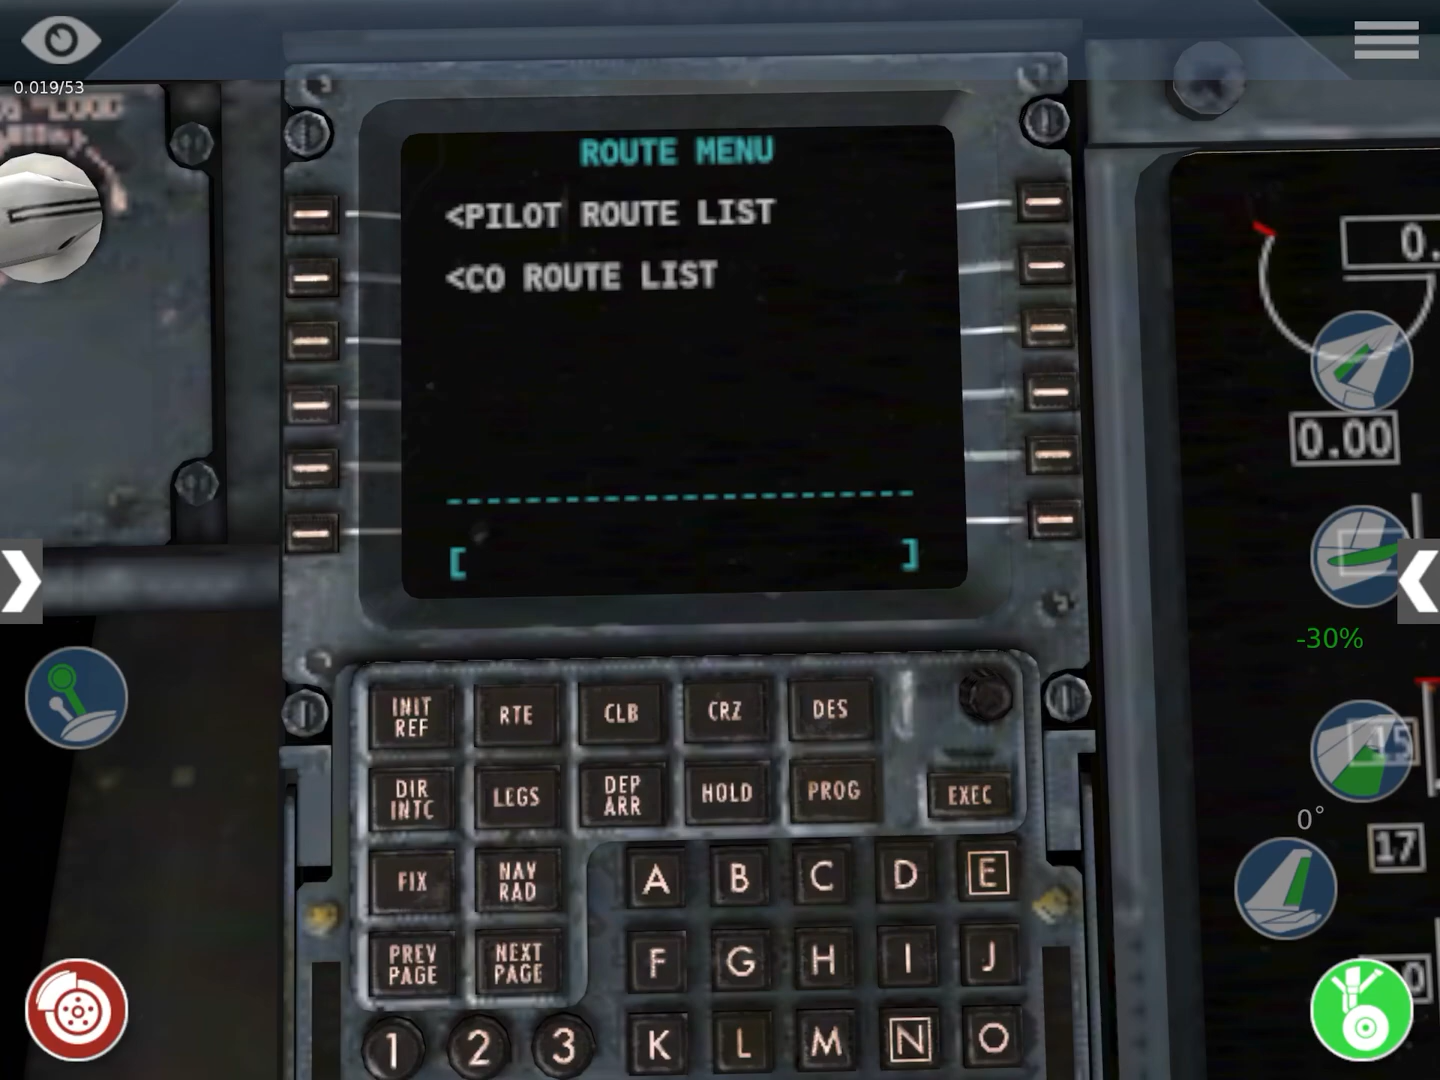 0.019/53
ROUTE MENU
<PILOT ROUTE LIST
<CO ROUTE LIST
[ ]
0.
0.00
-30%
15
0°
17
0
INIT REF
RTE
CLB
CRZ
DES
DIR INTC
LEGS
DEP ARR
HOLD
PROG
EXEC
FIX
NAV RAD
PREV PAGE
NEXT PAGE
A B C D E
F G H I J
1 2 3 K L M N O